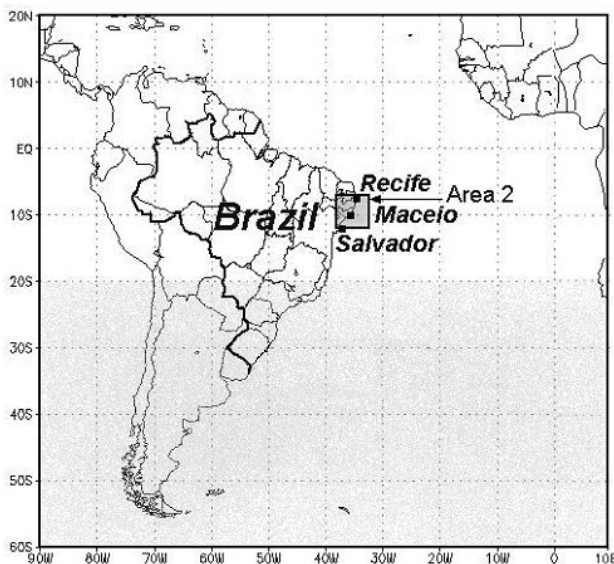 20N
10N
EQ
Recife
Area 2
10S
Brazil
Maceio
Salvador
20S
30S
40S
50S
60S
90W 80W 70W 60W 50W 40W 30W 20W 10W 0 10E